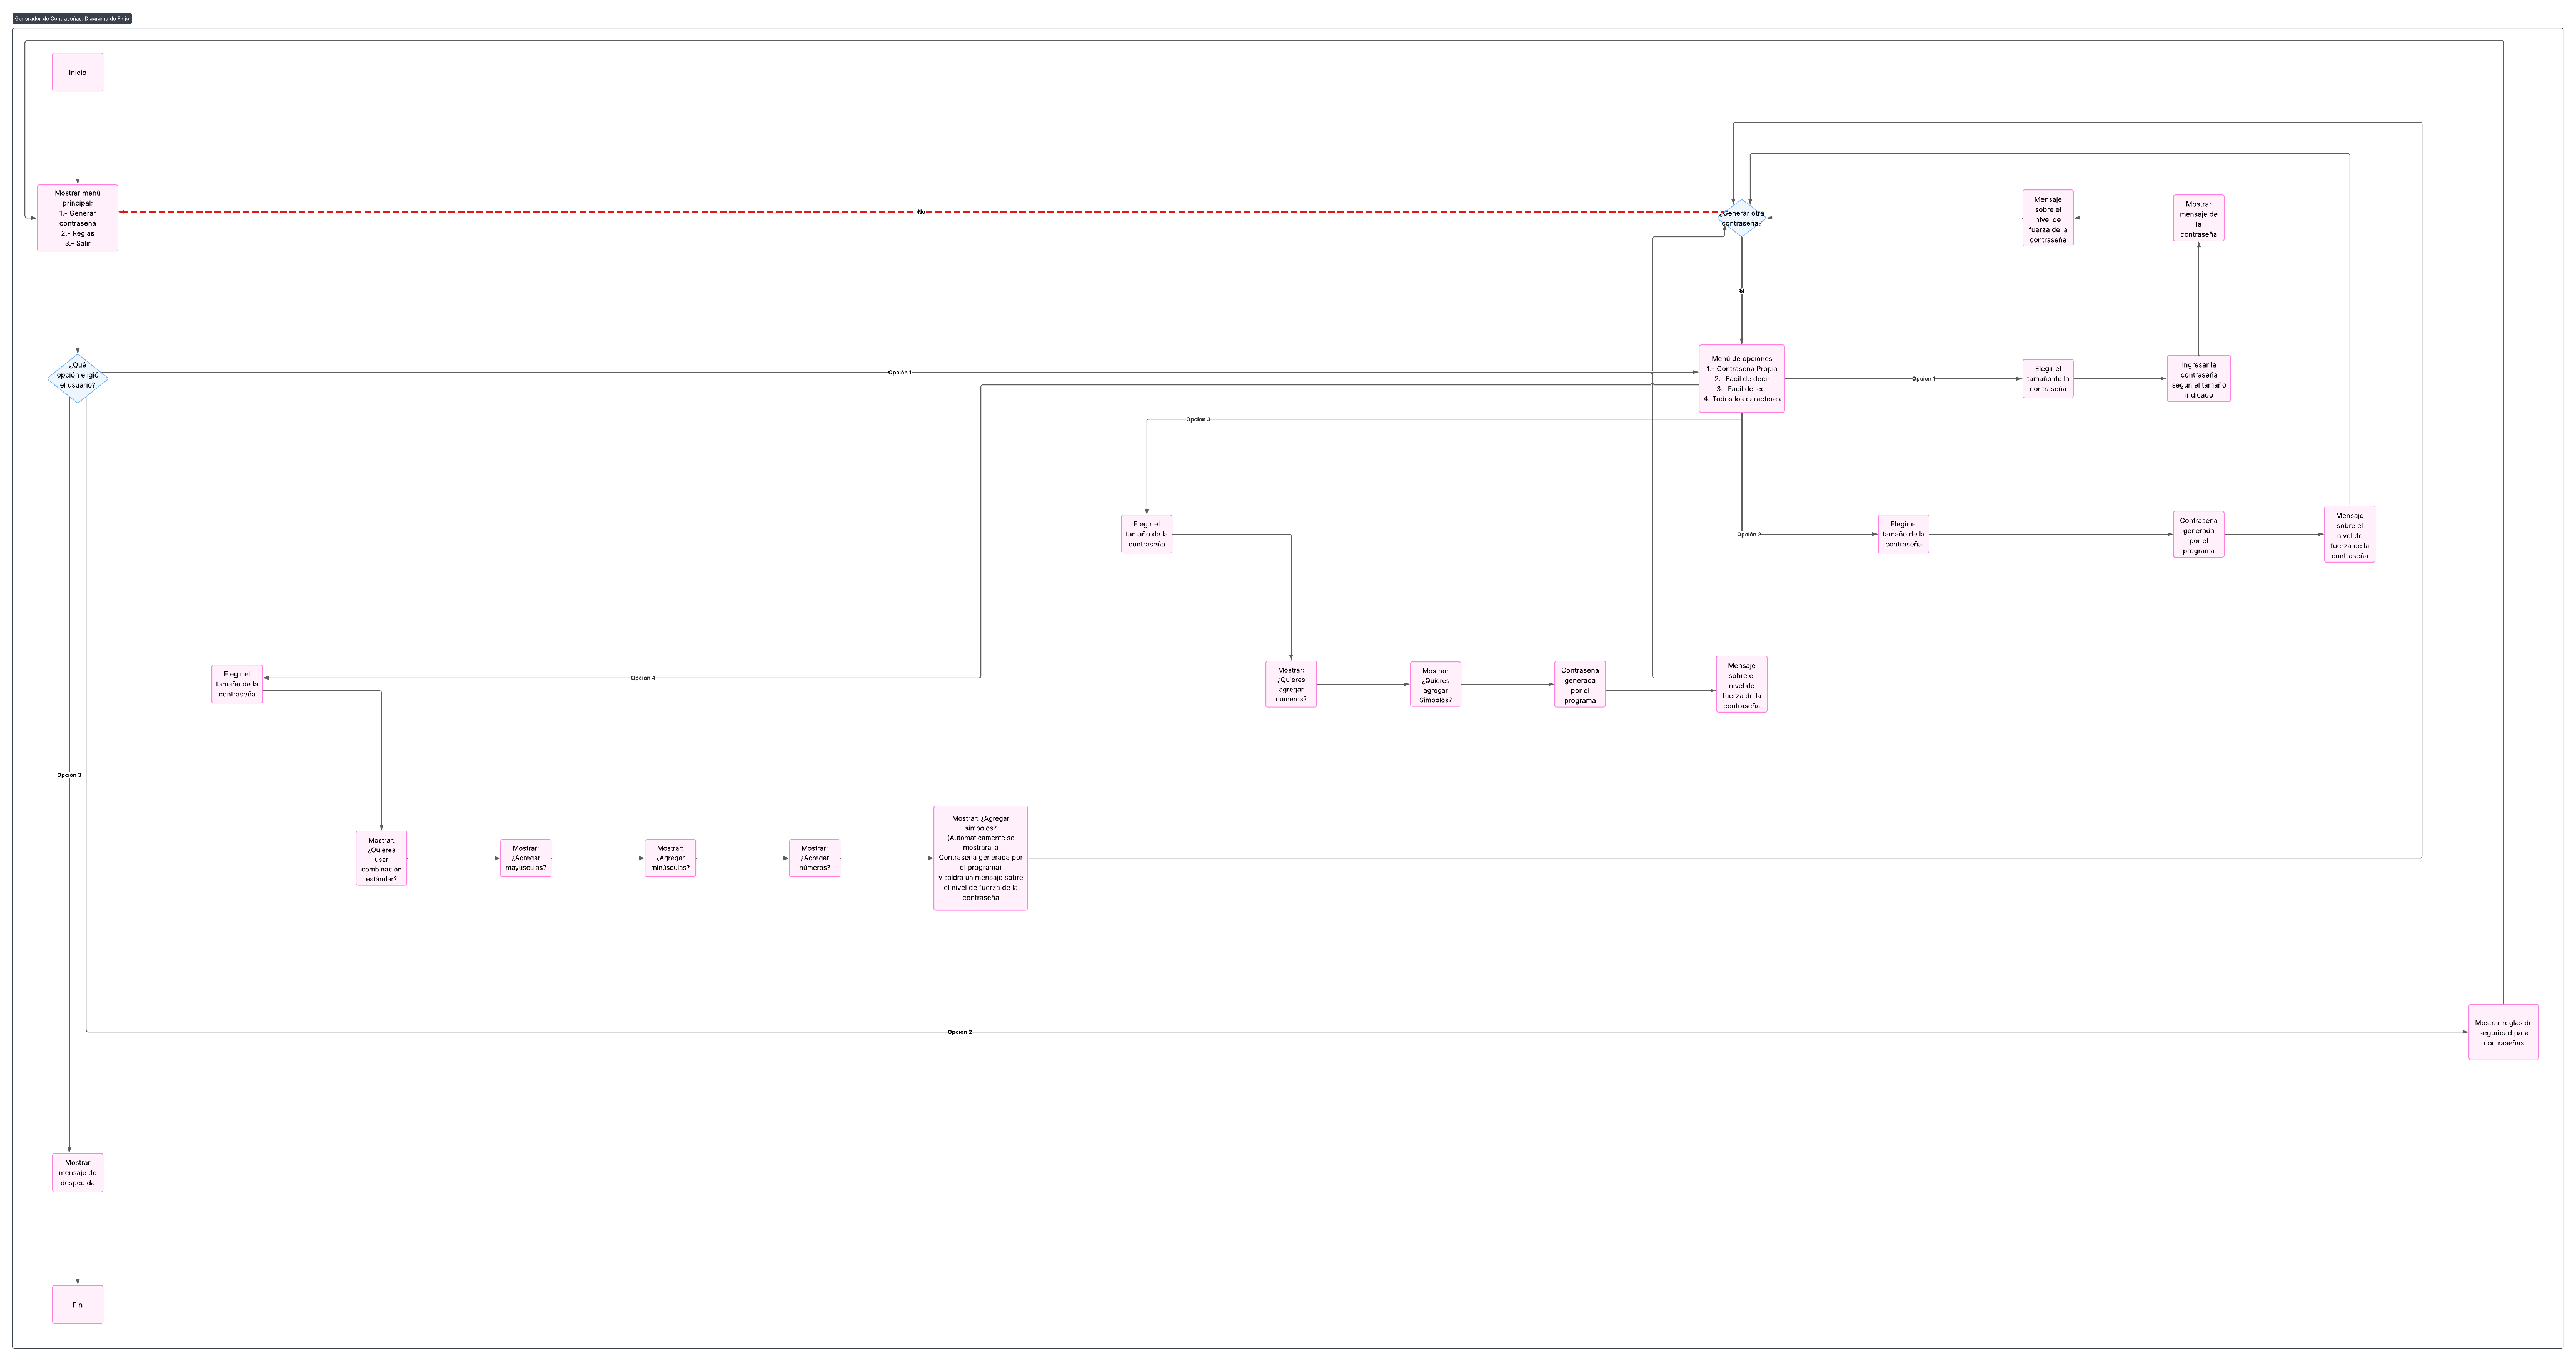 Generador de Contraseñas: Diagrama de Flujo
Inicio
Mostrar menú
principal:
1.- Generar
contraseña
2.- Reglas
3.- Salir
No
¿Generar otra
contraseña?
Mensaje
sobre el
nivel de
fuerza de la
contraseña
Mostrar
mensaje de
la
contraseña
Sí
¿Qué
opción eligió
el usuario?
Opción 1
Menú de opciones
1.- Contraseña Propía
2.- Facil de decir
3.- Facil de leer
4.-Todos los caracteres
Opcion 1
Elegir el
tamaño de la
contraseña
Ingresar la
contraseña
segun el tamaño
indicado
Opcion 3
Elegir el
tamaño de la
contraseña
Opción 2
Elegir el
tamaño de la
contraseña
Contraseña
generada
por el
programa
Mensaje
sobre el
nivel de
fuerza de la
contraseña
Elegir el
tamaño de la
contraseña
Opcion 4
Mostrar:
¿Quieres
agregar
números?
Mostrar.
¿Quieres
agregar
Simbolos?
Contraseña
generada
por el
programa
Mensaje
sobre el
nivel de
fuerza de la
contraseña
Opción 3
Mostrar.
¿Quieres
usar
combinación
estándar?
Mostrar:
¿Agregar
mayúsculas?
Mostrar:
¿Agregar
minúsculas?
Mostrar:
¿Agregar
números?
Mostrar: ¿Agregar
símbolos?
(Automaticamente se
mostrara la
Contraseña generada por
el programa)
y saldra un mensaje sobre
el nivel de fuerza de la
contraseña
Opción 2
Mostrar reglas de
seguridad para
contraseñas
Mostrar
mensaje de
despedida
Fin